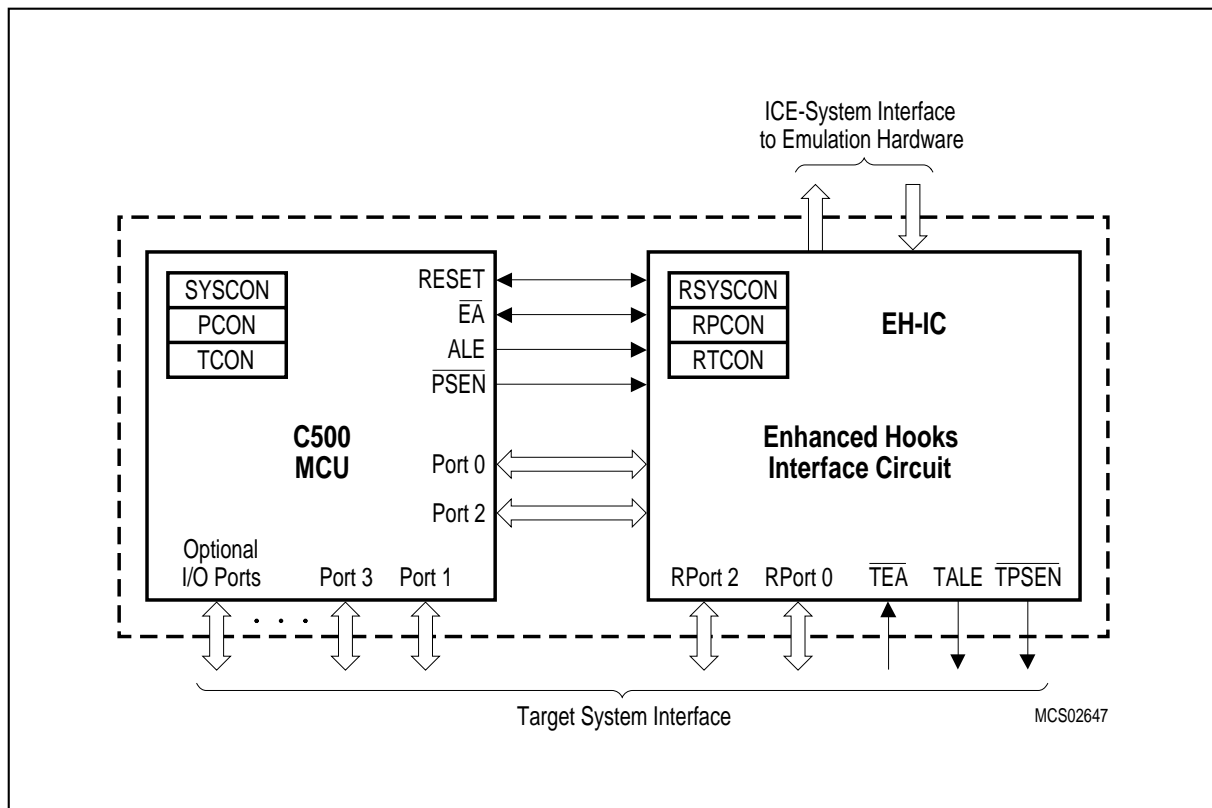 ICE-System Interface
to Emulation Hardware
SYSCON
PCON
TCON
RESET
EA
ALE
PSEN
C500
MCU
Port 0
Port 2
Optional
I/O Ports
Port 3
Port 1
. . .
RSYSCON
RPCON
RTCON
EH-IC
Enhanced Hooks
Interface Circuit
RPort 2
RPort 0
TEA
TALE
TPSEN
Target System Interface
MCS02647